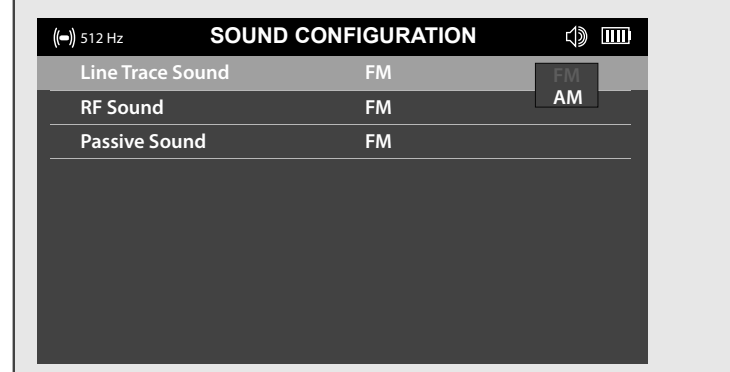 512 Hz SOUND CONFIGURATION
Line Trace Sound FM FM
AM
RF Sound FM
Passive Sound FM